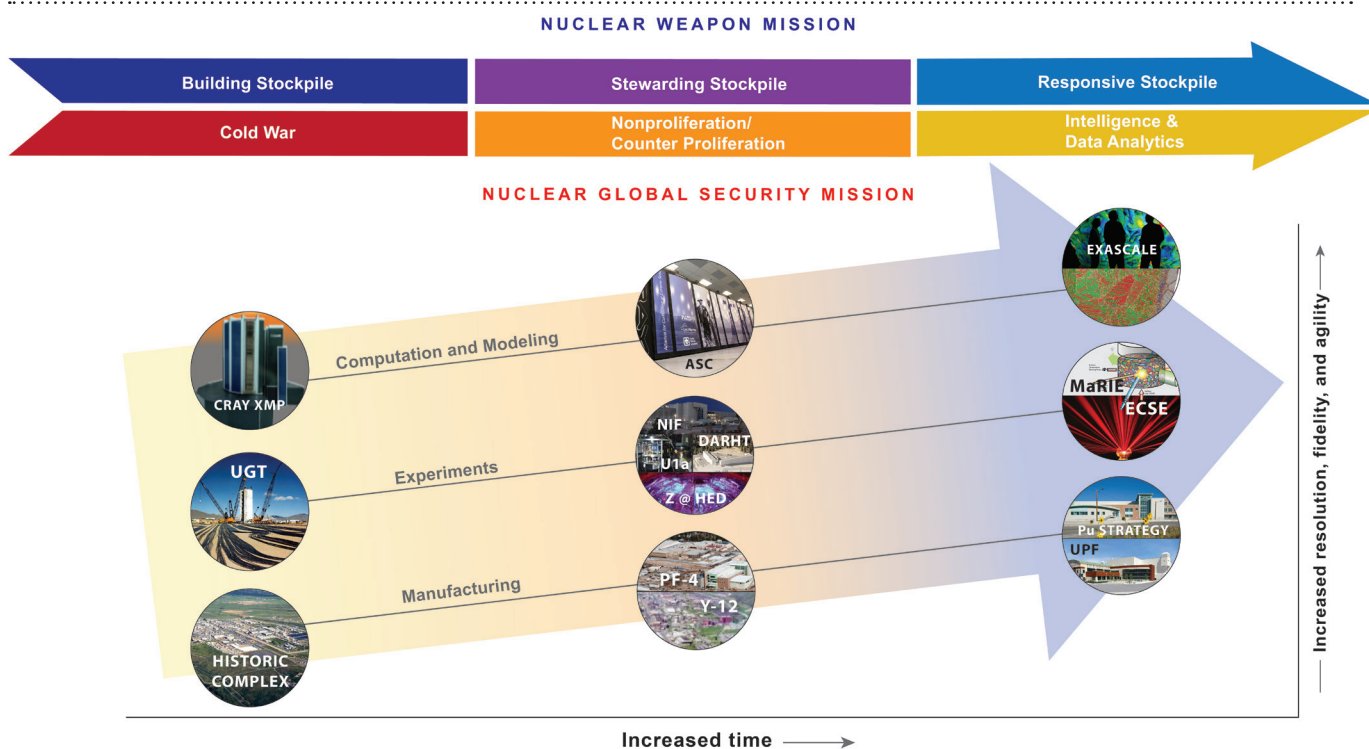 NUCLEAR WEAPON MISSION
Building Stockpile
Stewarding Stockpile
Responsive Stockpile
Cold War
Nonproliferation/
Counter Proliferation
Intelligence &
Data Analytics
NUCLEAR GLOBAL SECURITY MISSION
CRAY XMP
Computation and Modeling
ASC
EXASCALE
UGT
Experiments
NIF
DARHT
U1a
Z @ HED
MaRIE
ECSE
HISTORIC
COMPLEX
Manufacturing
PF-4
Y-12
Pu STRATEGY
UPF
Increased resolution, fidelity, and agility
Increased time